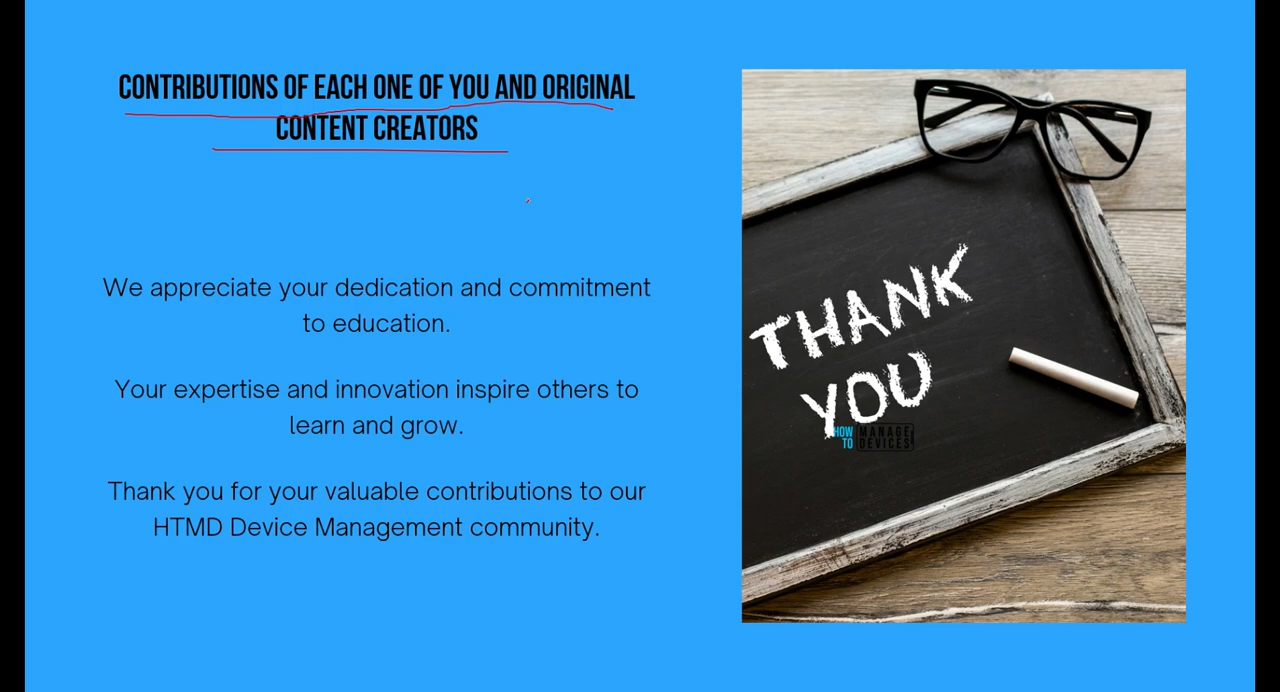 CONTRIBUTIONS OF EACH ONE OF YOU AND ORIGINAL
CONTENT CREATORS
We appreciate your dedication and commitment
to education.
Your expertise and innovation inspire others to
learn and grow.
Thank you for your valuable contributions to our
HTMD Device Management community.
THANK
YOU
HOW
TO
MANAGE
DEVICES